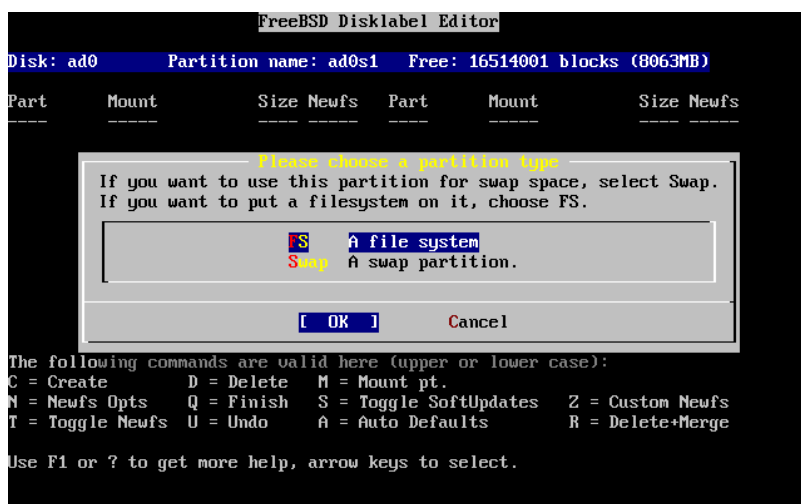 FreeBSD Disklabel Editor
Disk: ad0 Partition name: ad0s1 Free: 16514001 blocks (8063MB)
Part Mount Size Newfs Part Mount Size Newfs
---- ----- ---- ----- ---- ----- ---- -----
Please choose a partition type
If you want to use this partition for swap space, select Swap.
If you want to put a filesystem on it, choose FS.
FS A file system
Swap A swap partition.
[ OK ] Cancel
The following commands are valid here (upper or lower case):
C = Create D = Delete M = Mount pt.
N = Newfs Opts Q = Finish S = Toggle SoftUpdates Z = Custom Newfs
T = Toggle Newfs U = Undo A = Auto Defaults R = Delete+Merge
Use F1 or ? to get more help, arrow keys to select.